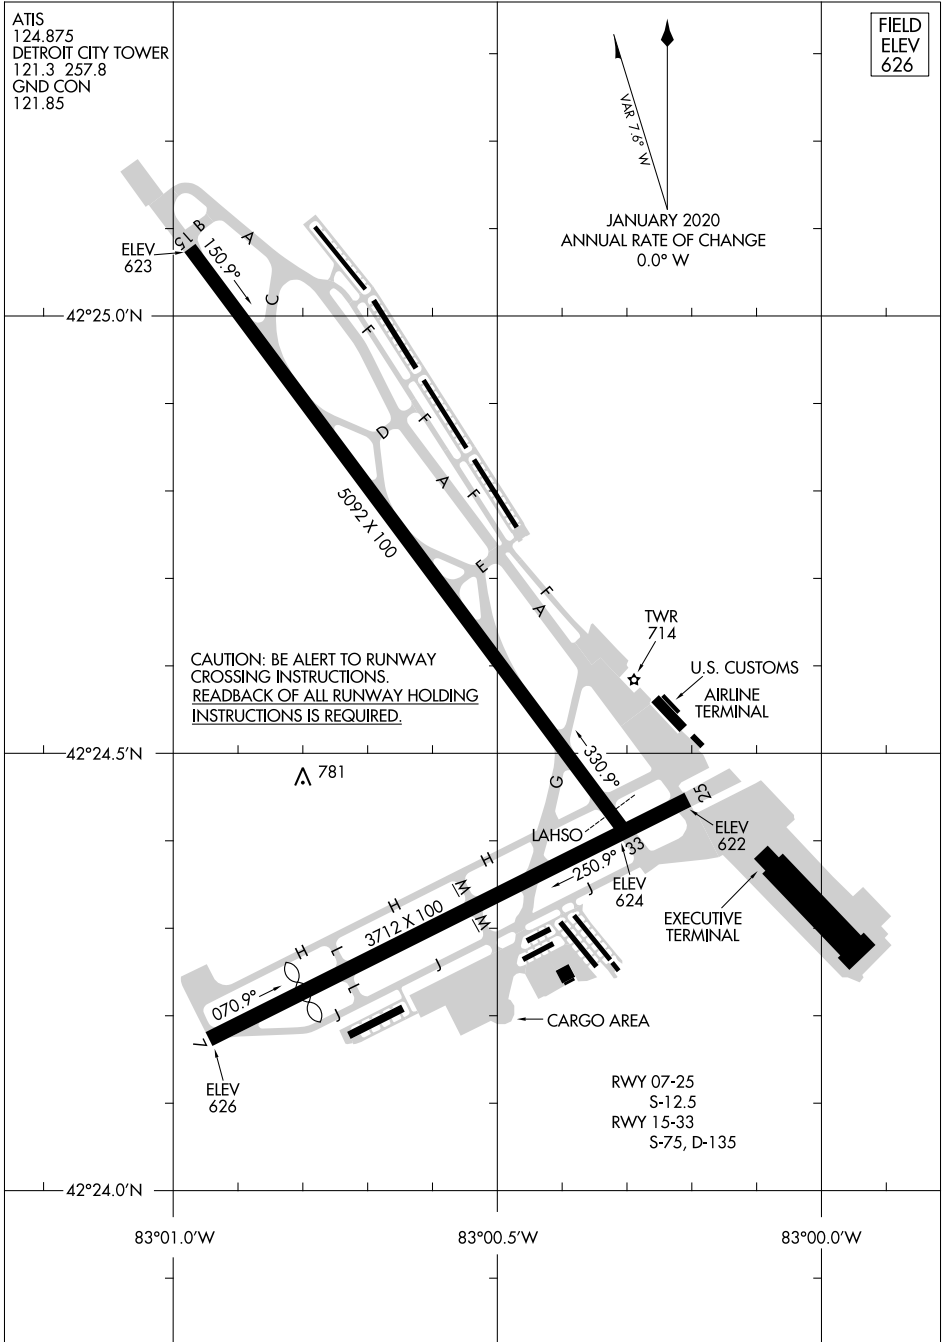 ATIS
124.875
DETROIT CITY TOWER
121.3 257.8
GND CON
121.85
FIELD
ELEV
626
VAR 7.6° W
JANUARY 2020
ANNUAL RATE OF CHANGE
0.0° W
ELEV
623
15
B
A
150.9°
C
42°25.0'N
F
F
D
A
F
5092 X 100
E
F
A
TWR
714
U.S. CUSTOMS
AIRLINE
TERMINAL
CAUTION: BE ALERT TO RUNWAY
CROSSING INSTRUCTIONS.
READBACK OF ALL RUNWAY HOLDING
INSTRUCTIONS IS REQUIRED.
42°24.5'N
781
330.9°
G
25
LAHSO
ELEV
622
33
H
250.9°
ELEV
624
M
J
H
3712 X 100
M
EXECUTIVE
TERMINAL
H
L
J
L
070.9°
J
7
CARGO AREA
ELEV
626
RWY 07-25
S-12.5
RWY 15-33
S-75, D-135
42°24.0'N
83°01.0'W
83°00.5'W
83°00.0'W